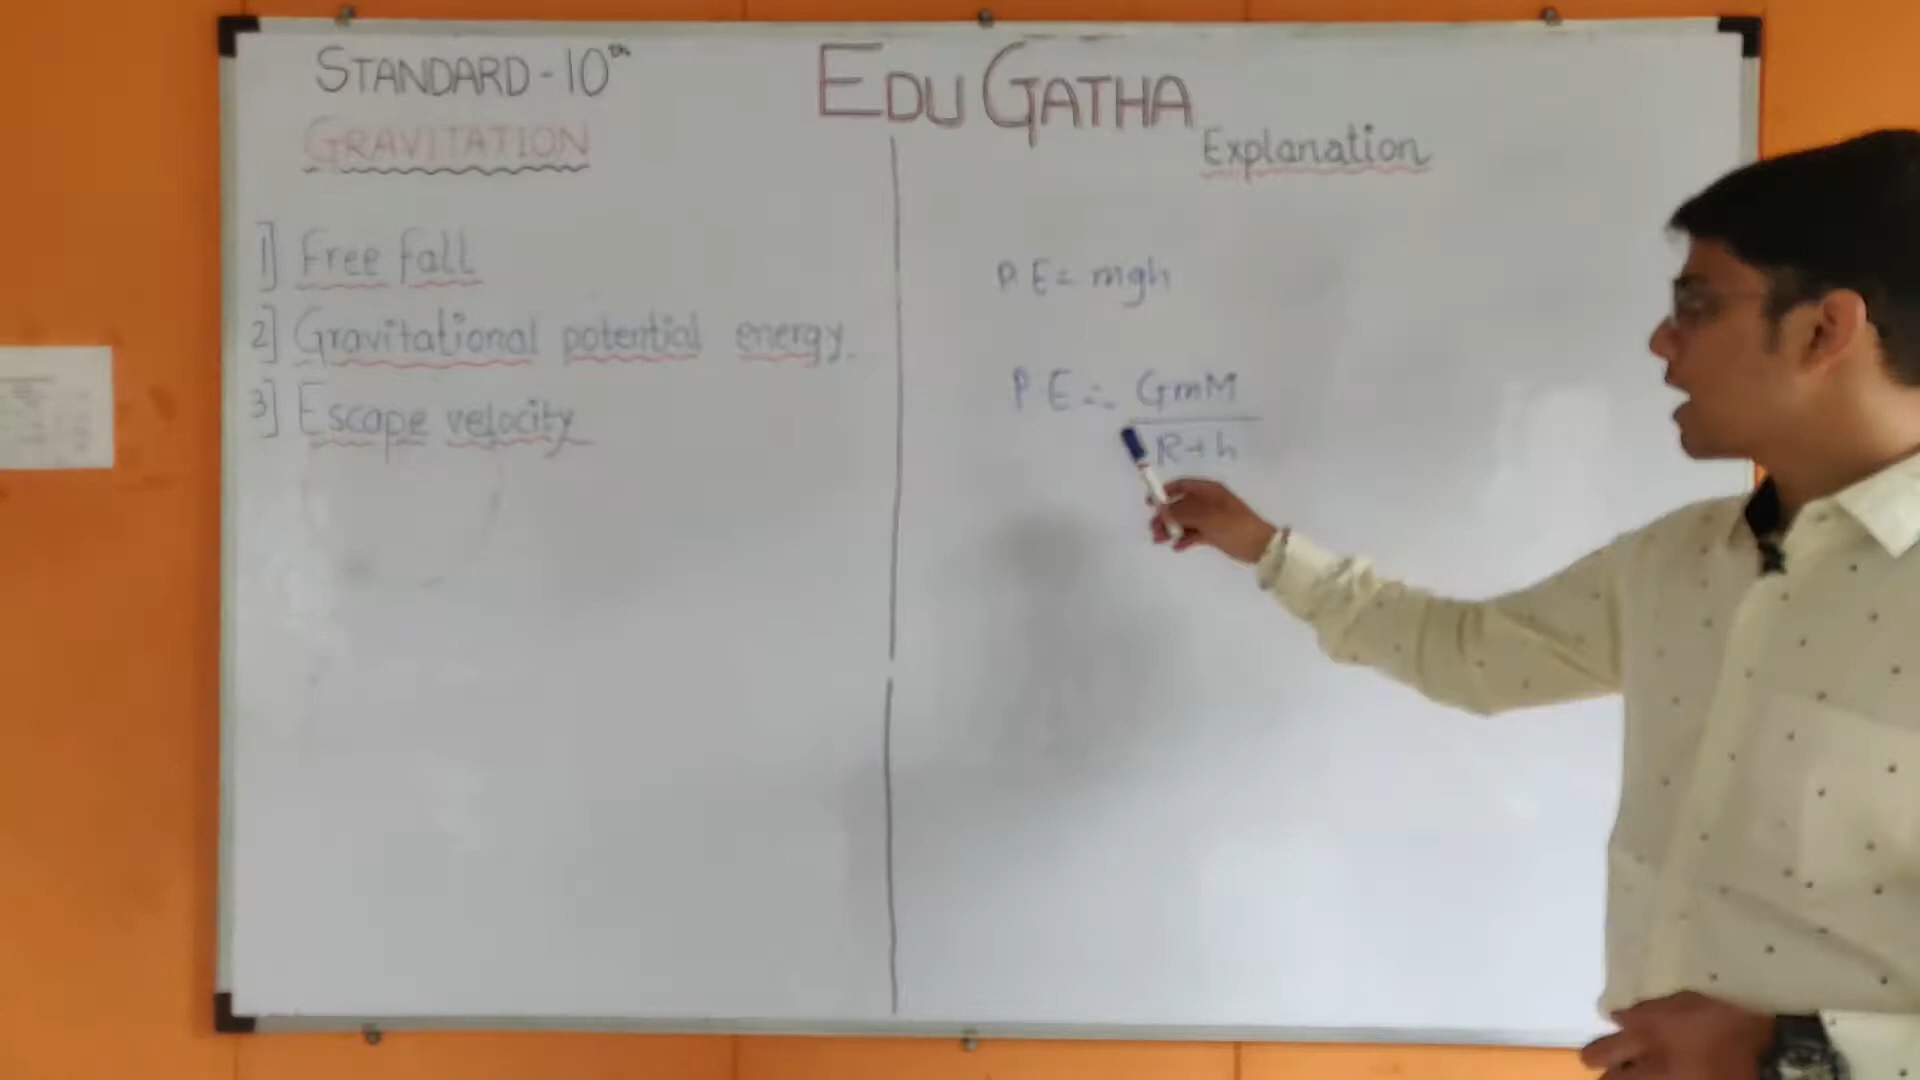 STANDARD - 10th
EDU GATHA
GRAVITATION
Explanation
1] Free fall
2] Gravitational potential energy.
3] Escape velocity
P.E = mgh
P E = - GmM
R+h